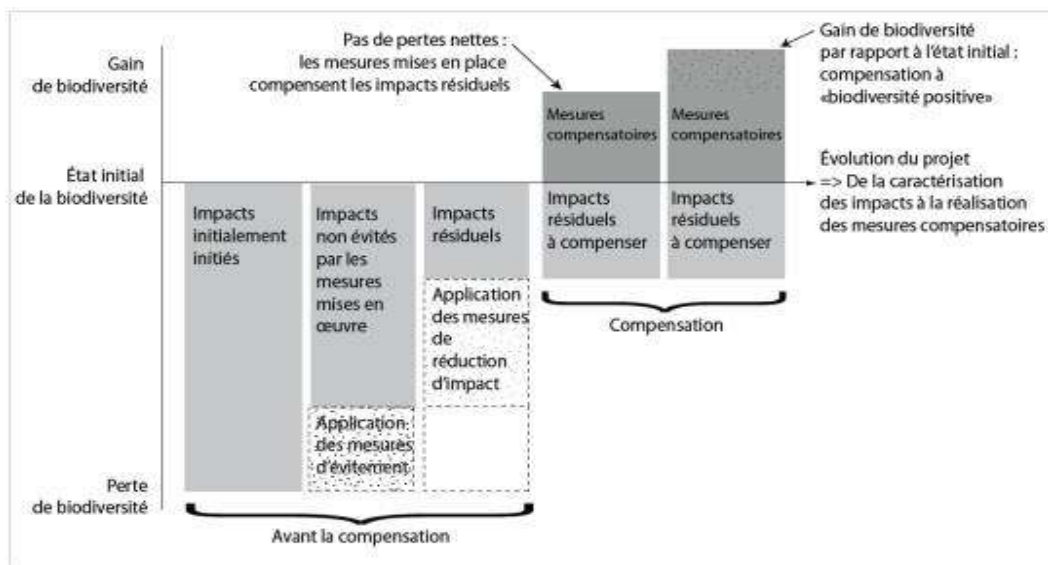 Gain
de biodiversité
Pas de pertes nettes :
les mesures mises en place
compensent les impacts résiduels
Gain de biodiversité
par rapport à l'état initial :
compensation à
«biodiversité positive»
Mesures
compensatoires
Mesures
compensatoires
État initial
de la biodiversité
Évolution du projet
=> De la caractérisation
des impacts à la réalisation
des mesures compensatoires
Impacts
initialement
initiés
Impacts
non évités
par les
mesures
mises en
œuvre
Impacts
résiduels
Impacts
résiduels
à compenser
Impacts
résiduels
à compenser
Application
des mesures
de
réduction
d'impact
Application
des mesures
d'évitement
Compensation
Perte
de biodiversité
Avant la compensation